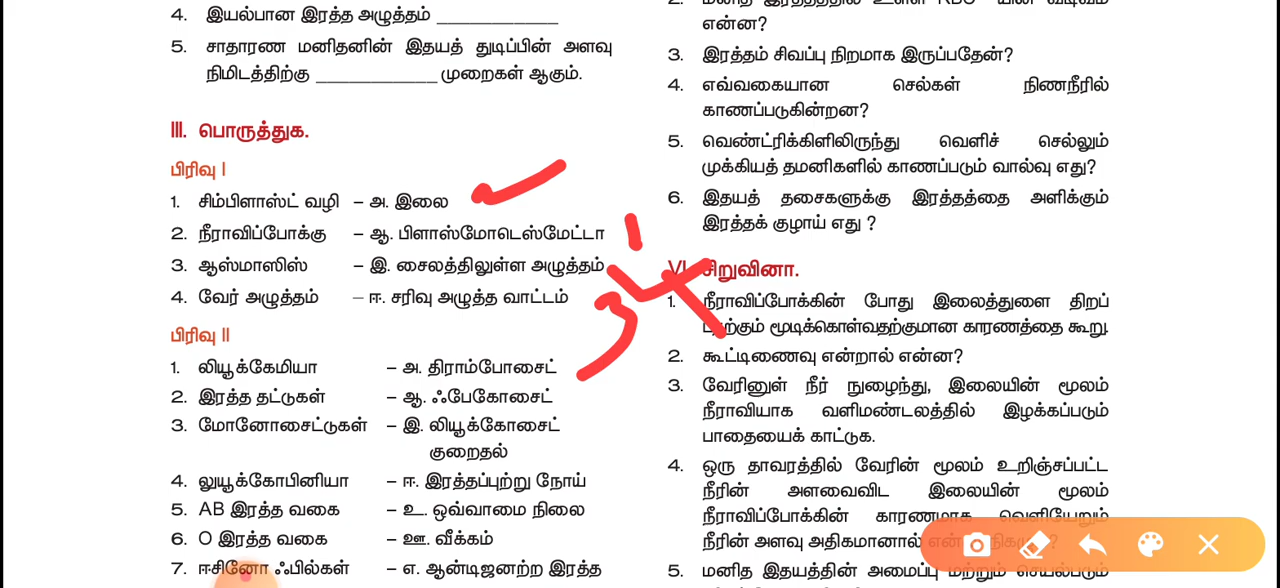 4. இயல்பான இரத்த அழுத்தம் ____________
5. சாதாரண மனிதனின் இதயத் துடிப்பின் அளவு
நிமிடத்திற்கு ____________ முறைகள் ஆகும்.
III. பொருத்துக.
பிரிவு I
1. சிம்பிளாஸ்ட் வழி – அ. இலை
2. நீராவிப்போக்கு – ஆ. பிளாஸ்மோடெஸ்மேட்டா
3. ஆஸ்மாஸிஸ் – இ. சைலத்திலுள்ள அழுத்தம்
4. வேர் அழுத்தம் – ஈ. சரிவு அழுத்த வாட்டம்
பிரிவு II
1. லியூக்கேமியா – அ. திராம்போசைட்
2. இரத்த தட்டுகள் – ஆ. ஃபேகோசைட்
3. மோனோசைட்டுகள் – இ. லியூக்கோசைட்
குறைதல்
4. லுயூக்கோபினியா – ஈ. இரத்தப்புற்று நோய்
5. AB இரத்த வகை – உ. ஒவ்வாமை நிலை
6. O இரத்த வகை – ஊ. வீக்கம்
7. ஈசினோ ஃபில்கள் – எ. ஆன்டிஜனற்ற இரத்த
என்ன?
3. இரத்தம் சிவப்பு நிறமாக இருப்பதேன்?
4. எவ்வகையான செல்கள் நிணநீரில்
காணப்படுகின்றன?
5. வெண்ட்ரிக்கிளிலிருந்து வெளிச் செல்லும்
முக்கியத் தமனிகளில் காணப்படும் வால்வு எது?
6. இதயத் தசைகளுக்கு இரத்தத்தை அளிக்கும்
இரத்தக் குழாய் எது ?
VI. சிறுவினா.
1. நீராவிப்போக்கின் போது இலைத்துளை திறப்
மூடிக்கொள்வதற்குமான காரணத்தை கூறு.
2. கூட்டிணைவு என்றால் என்ன?
3. வேரினுள் நீர் நுழைந்து, இலையின் மூலம்
நீராவியாக வளிமண்டலத்தில் இழக்கப்படும்
பாதையைக் காட்டுக.
4. ஒரு தாவரத்தில் வேரின் மூலம் உறிஞ்சப்பட்ட
நீரின் அளவைவிட இலையின் மூலம்
நீராவிப்போக்கின் காரணமாக வெளியேறும்
நீரின் அளவு அதிகமானால்
5. மனித இதயத்தின் அமைப்பு மற்றும் செயல்படும்